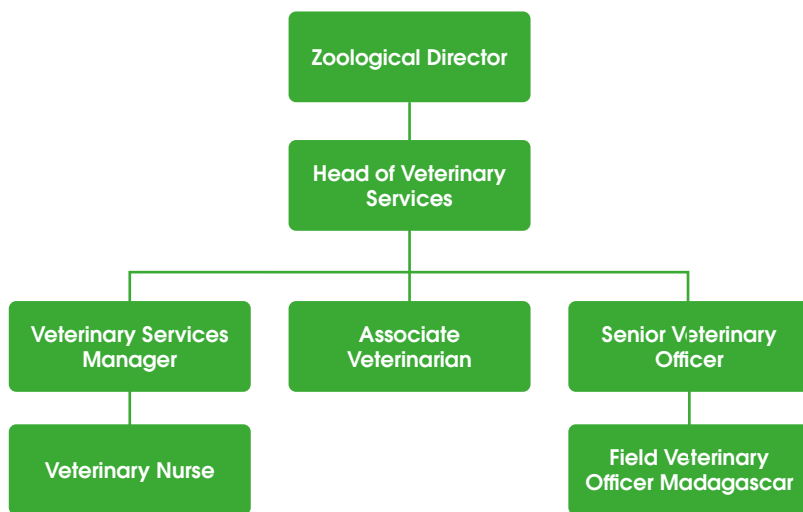 Zoological Director
Head of Veterinary
Services
Veterinary Services
Manager
Associate
Veterinarian
Senior Veterinary
Officer
Veterinary Nurse
Field Veterinary
Officer Madagascar